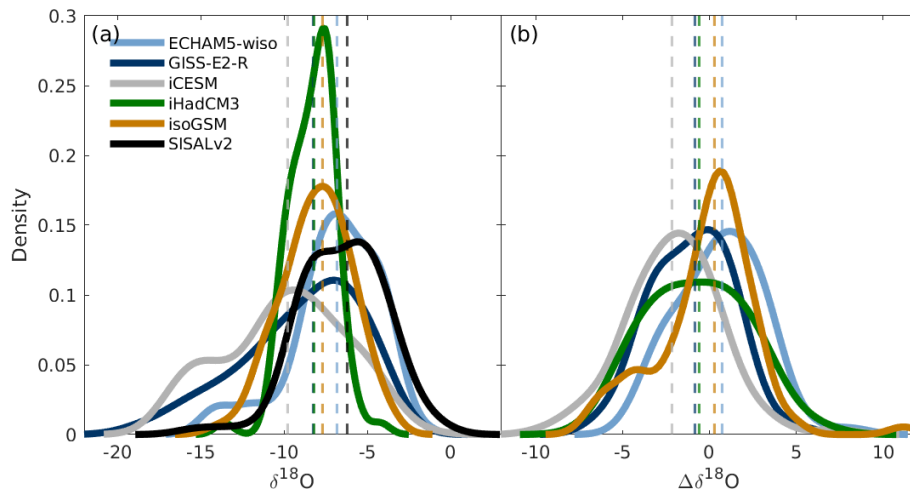 (a)
(b)
0.3
0.25
0.2
0.15
0.1
0.05
0
Density
ECHAM5-wiso
GISS-E2-R
iCESM
iHadCM3
isoGSM
SISALv2
-20 -15 -10 -5 0
-10 -5 0 5 10
δ¹⁸O
Δδ¹⁸O